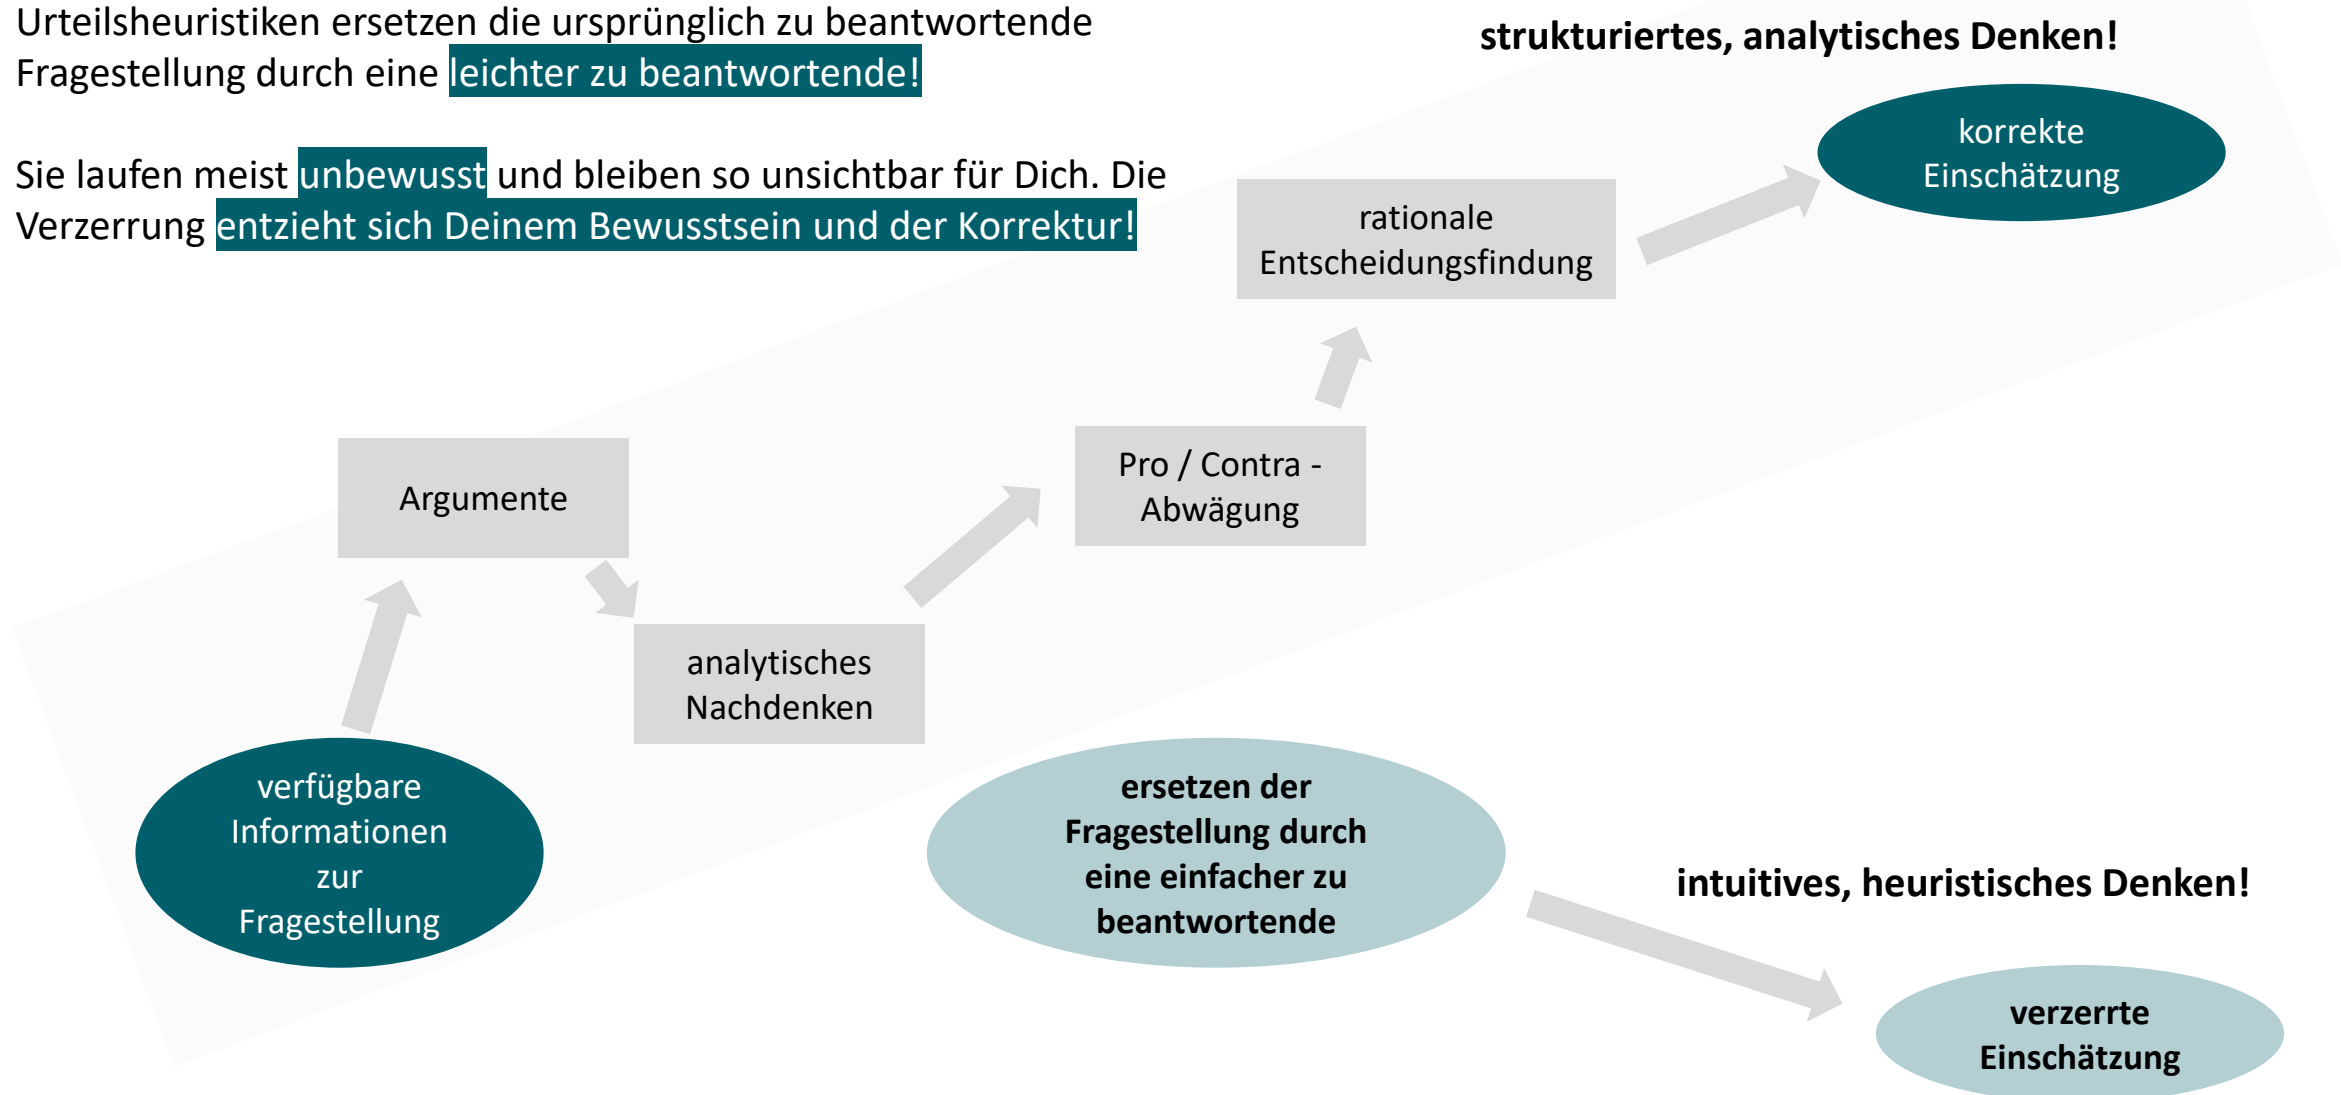 Urteilsheuristiken ersetzen die ursprünglich zu beantwortende
Fragestellung durch eine leichter zu beantwortende!
Sie laufen meist unbewusst und bleiben so unsichtbar für Dich. Die
Verzerrung entzieht sich Deinem Bewusstsein und der Korrektur!
strukturiertes, analytisches Denken!
korrekte
Einschätzung
rationale
Entscheidungsfindung
Pro / Contra -
Abwägung
Argumente
analytisches
Nachdenken
verfügbare
Informationen
zur
Fragestellung
ersetzen der
Fragestellung durch
eine einfacher zu
beantwortende
intuitives, heuristisches Denken!
verzerrte
Einschätzung